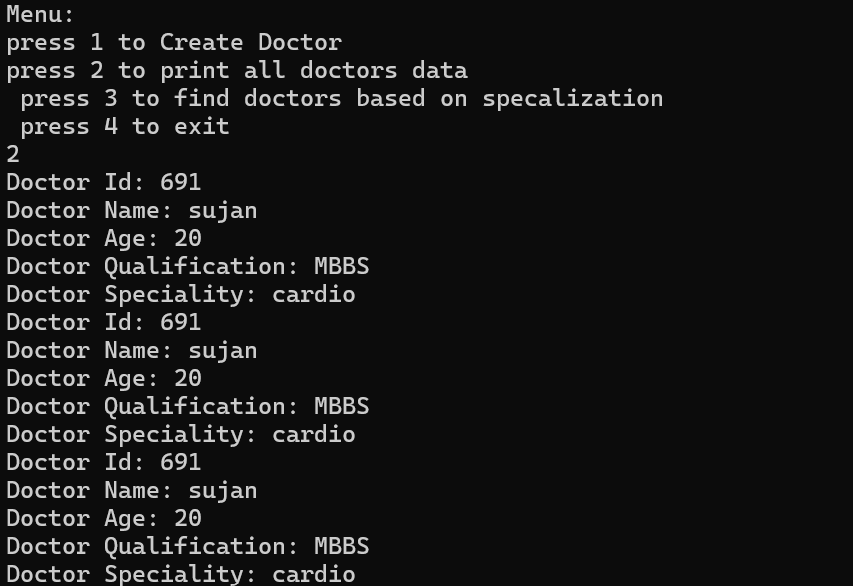 Menu:
press 1 to Create Doctor
press 2 to print all doctors data
 press 3 to find doctors based on specalization
 press 4 to exit
2
Doctor Id: 691
Doctor Name: sujan
Doctor Age: 20
Doctor Qualification: MBBS
Doctor Speciality: cardio
Doctor Id: 691
Doctor Name: sujan
Doctor Age: 20
Doctor Qualification: MBBS
Doctor Speciality: cardio
Doctor Id: 691
Doctor Name: sujan
Doctor Age: 20
Doctor Qualification: MBBS
Doctor Speciality: cardio